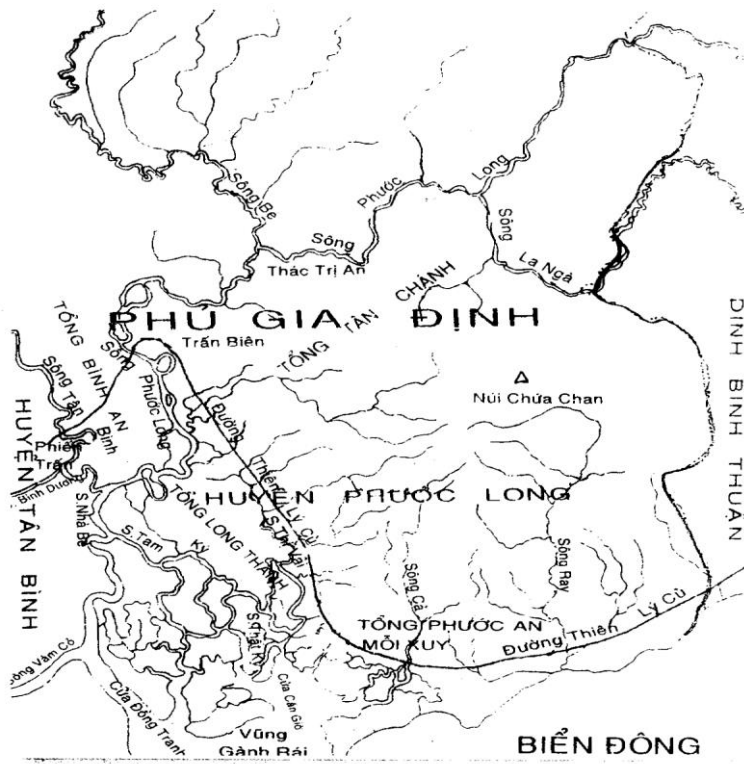 Sông Be
Sông
Phước
Long
Sông
La Ngà
Thác Trị An
TỔNG TÂN CHÁNH
PHỦ GIA ĐỊNH
Trấn Biên
TỔNG BÌNH AN
Sông
Phước Long
Sông Tân Bình
Phiên
Trấn
Bình Dương
HUYỆN TÂN BÌNH
DINH BÌNH THUẬN
Núi Chứa Chan
Đường Thiên Lý Cũ
HUYỆN PHƯỚC LONG
TỔNG LONG THÀNH
S. Nhà Bè
S. Tam Ky
S. Thị Vải
S. Thất Kỳ
Sông Cả
Sông Ray
TỔNG PHƯỚC AN
MỖI XUY
Đường Thiên Lý Cũ
Sông Vàm Cỏ
Cửa Đồng Tranh
Cửa Cần Giờ
Vũng
Gành Rái
BIỂN ĐÔNG